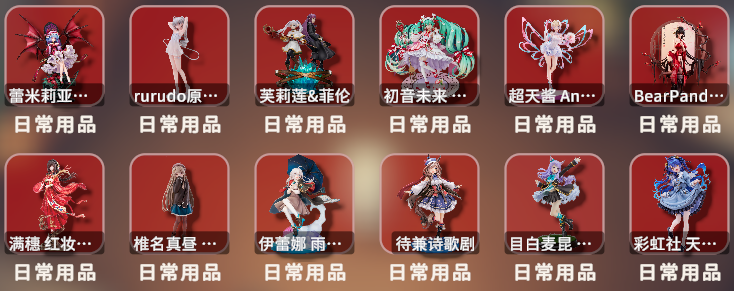 蕾米莉亚…
rurudo原…
芙莉莲&菲伦
初音未来 …
超天酱 An…
BearPand…
日常用品
日常用品
日常用品
日常用品
日常用品
日常用品
满穗 红妆…
椎名真昼 …
伊蕾娜 雨…
待兼诗歌剧
目白麦昆 …
彩虹社 天…
日常用品
日常用品
日常用品
日常用品
日常用品
日常用品